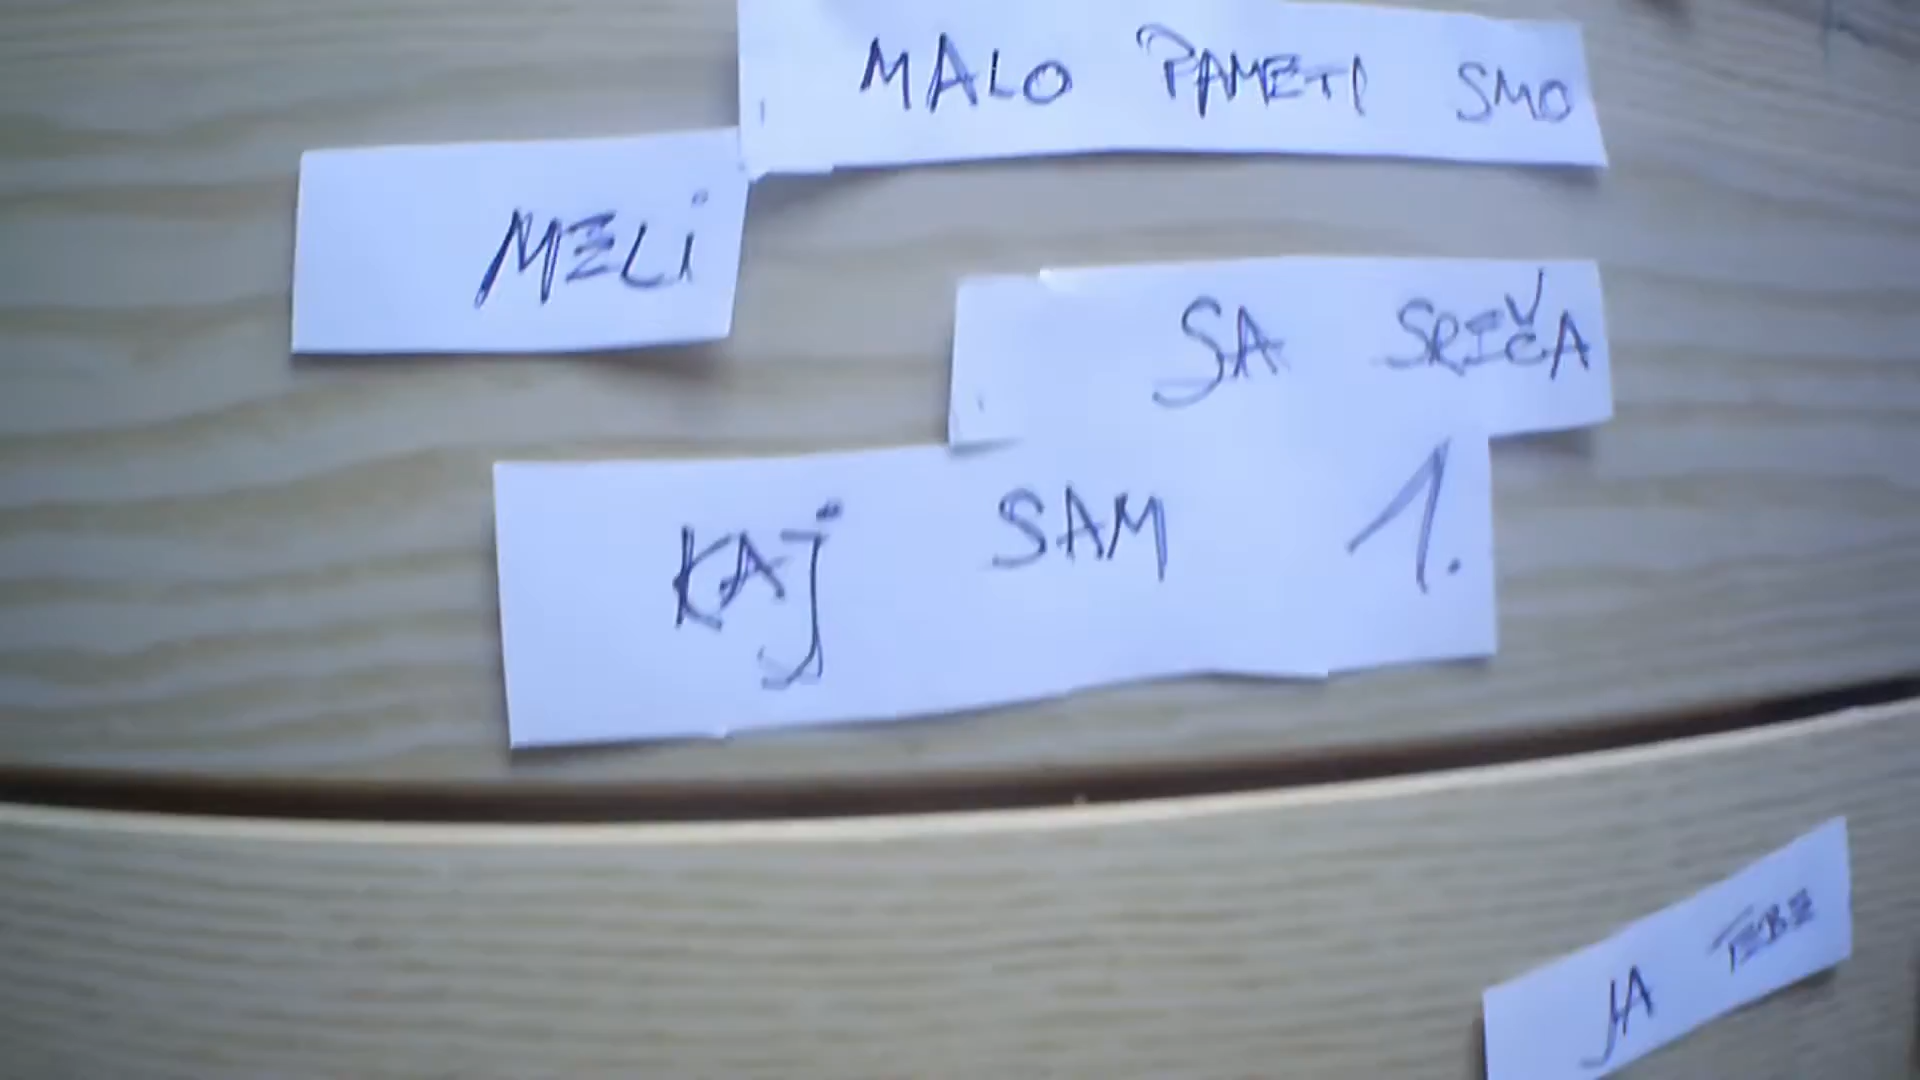 MALO PAMETI SMO
MELi
SA SRIČA
KAJ SAM 1.
JA TEBE